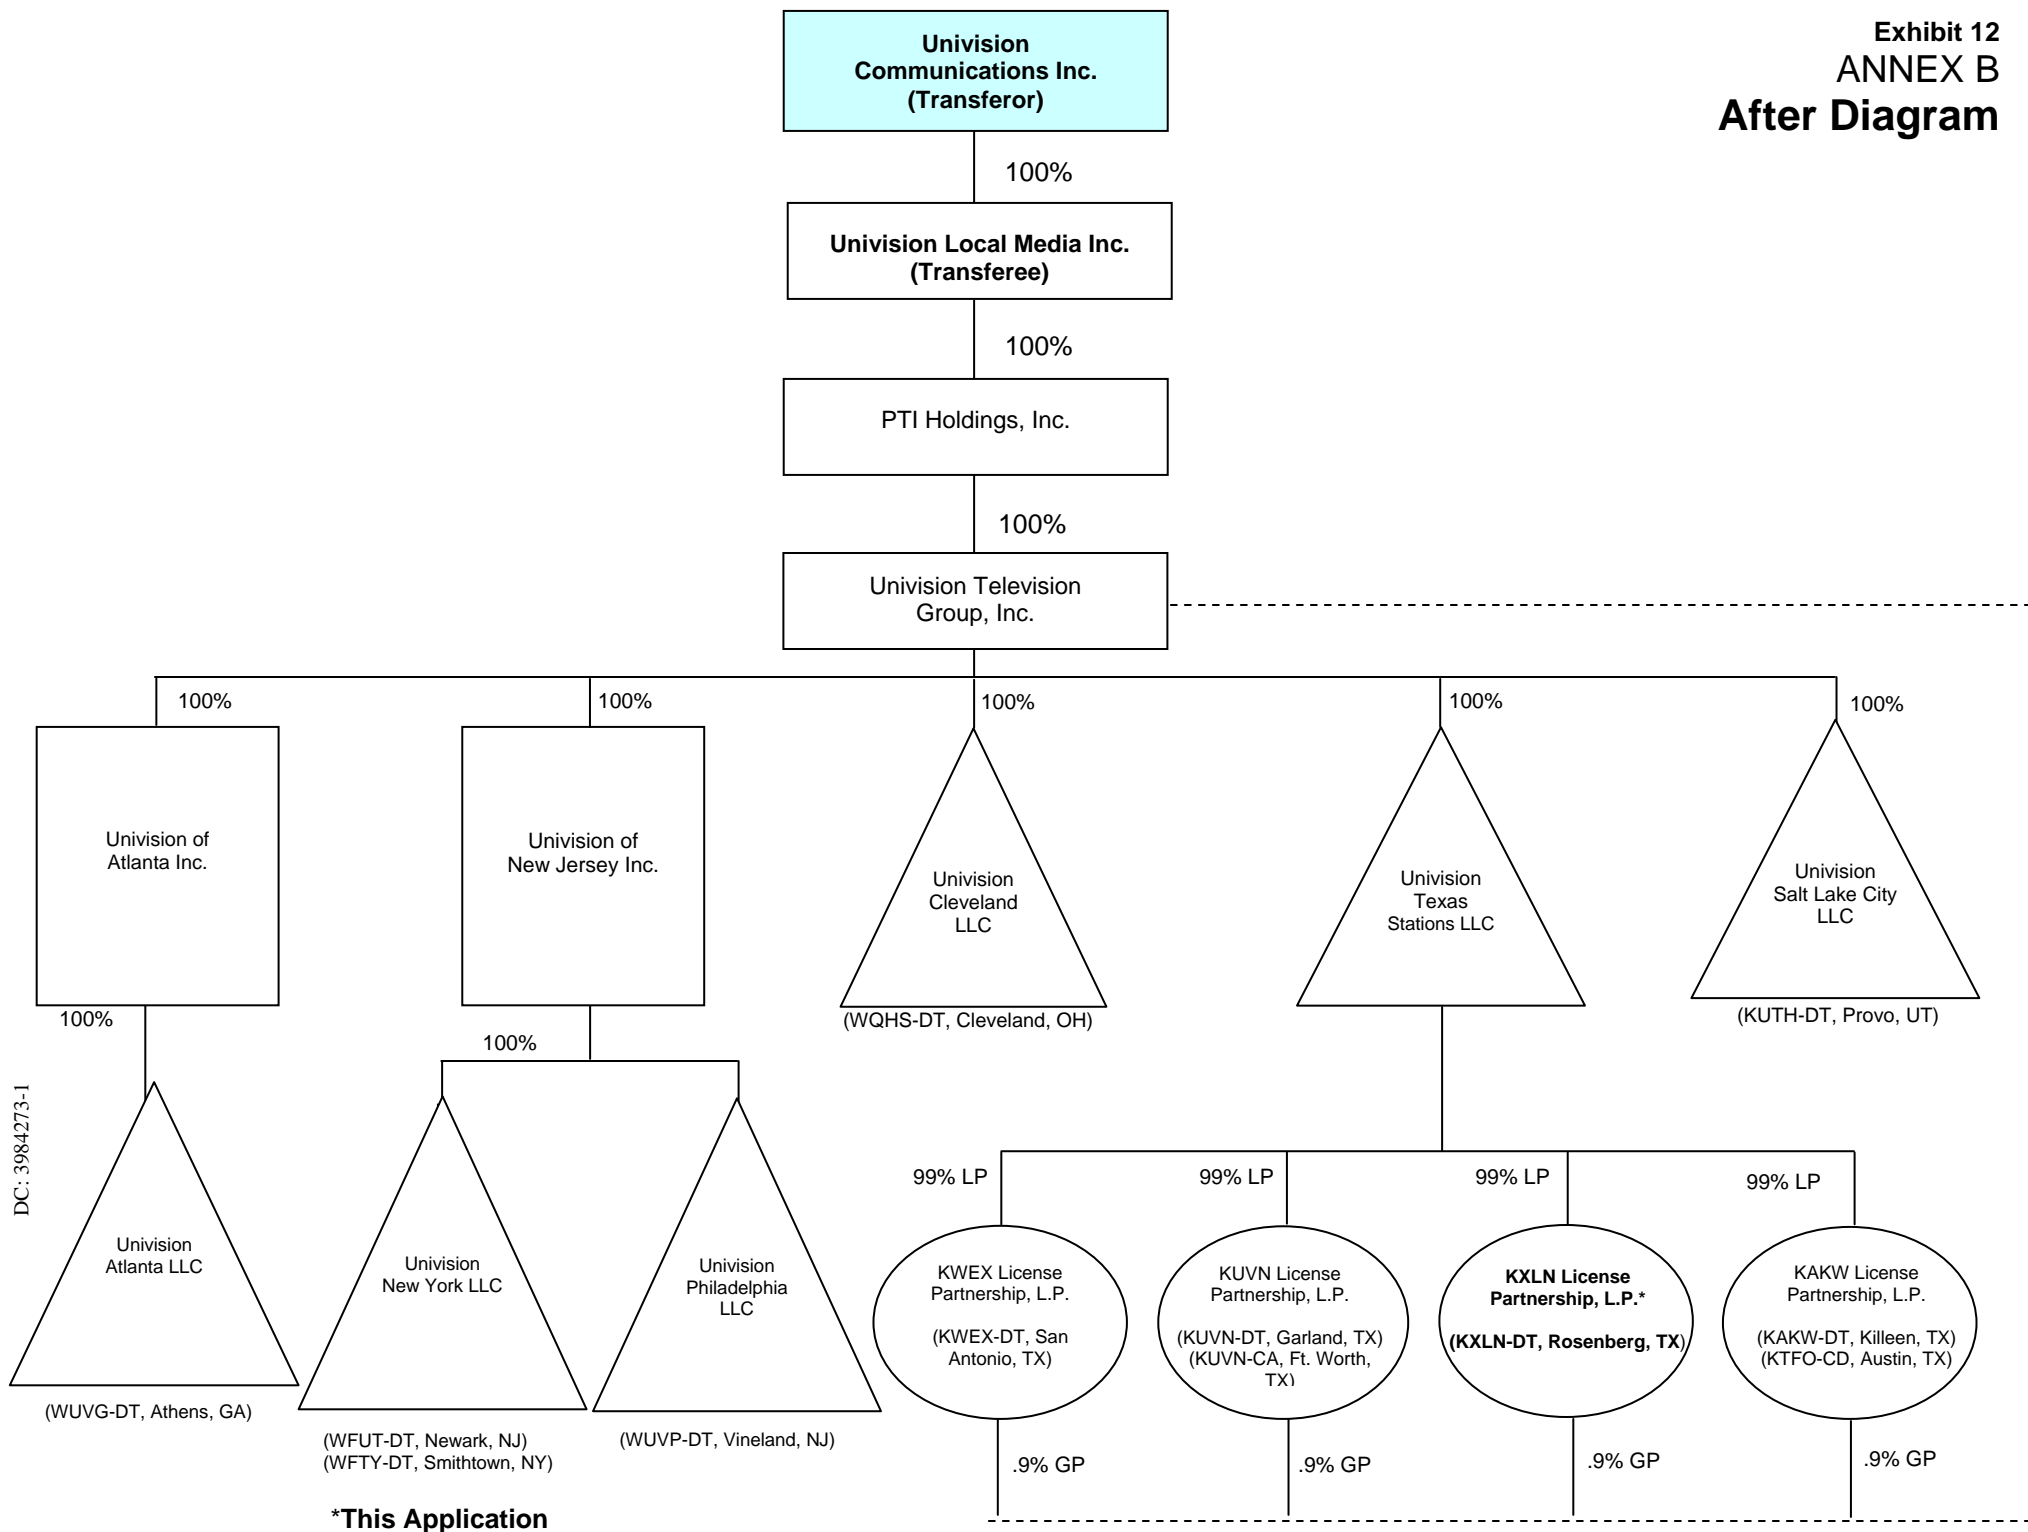 Exhibit 12
ANNEX B
After Diagram
Univision
Communications Inc.
(Transferor)
100%
Univision Local Media Inc.
(Transferee)
100%
PTI Holdings, Inc.
100%
Univision Television
Group, Inc.
100%
100%
100%
100%
100%
Univision of
Atlanta Inc.
Univision of
New Jersey Inc.
Univision
Cleveland
LLC
Univision
Texas
Stations LLC
Univision
Salt Lake City
LLC
(WQHS-DT, Cleveland, OH)
(KUTH-DT, Provo, UT)
100%
100%
DC: 3984273-1
99% LP
99% LP
99% LP
99% LP
Univision
Atlanta LLC
Univision
New York LLC
Univision
Philadelphia
LLC
KWEX License
Partnership, L.P.
(KWEX-DT, San
Antonio, TX)
KUVN License
Partnership, L.P.
(KUVN-DT, Garland, TX)
(KUVN-CA, Ft. Worth,
TX)
KXLN License
Partnership, L.P.*
(KXLN-DT, Rosenberg, TX)
KAKW License
Partnership, L.P.
(KAKW-DT, Killeen, TX)
(KTFO-CD, Austin, TX)
(WUVG-DT, Athens, GA)
(WFUT-DT, Newark, NJ)
(WFTY-DT, Smithtown, NY)
(WUVP-DT, Vineland, NJ)
.9% GP
.9% GP
.9% GP
.9% GP
*This Application